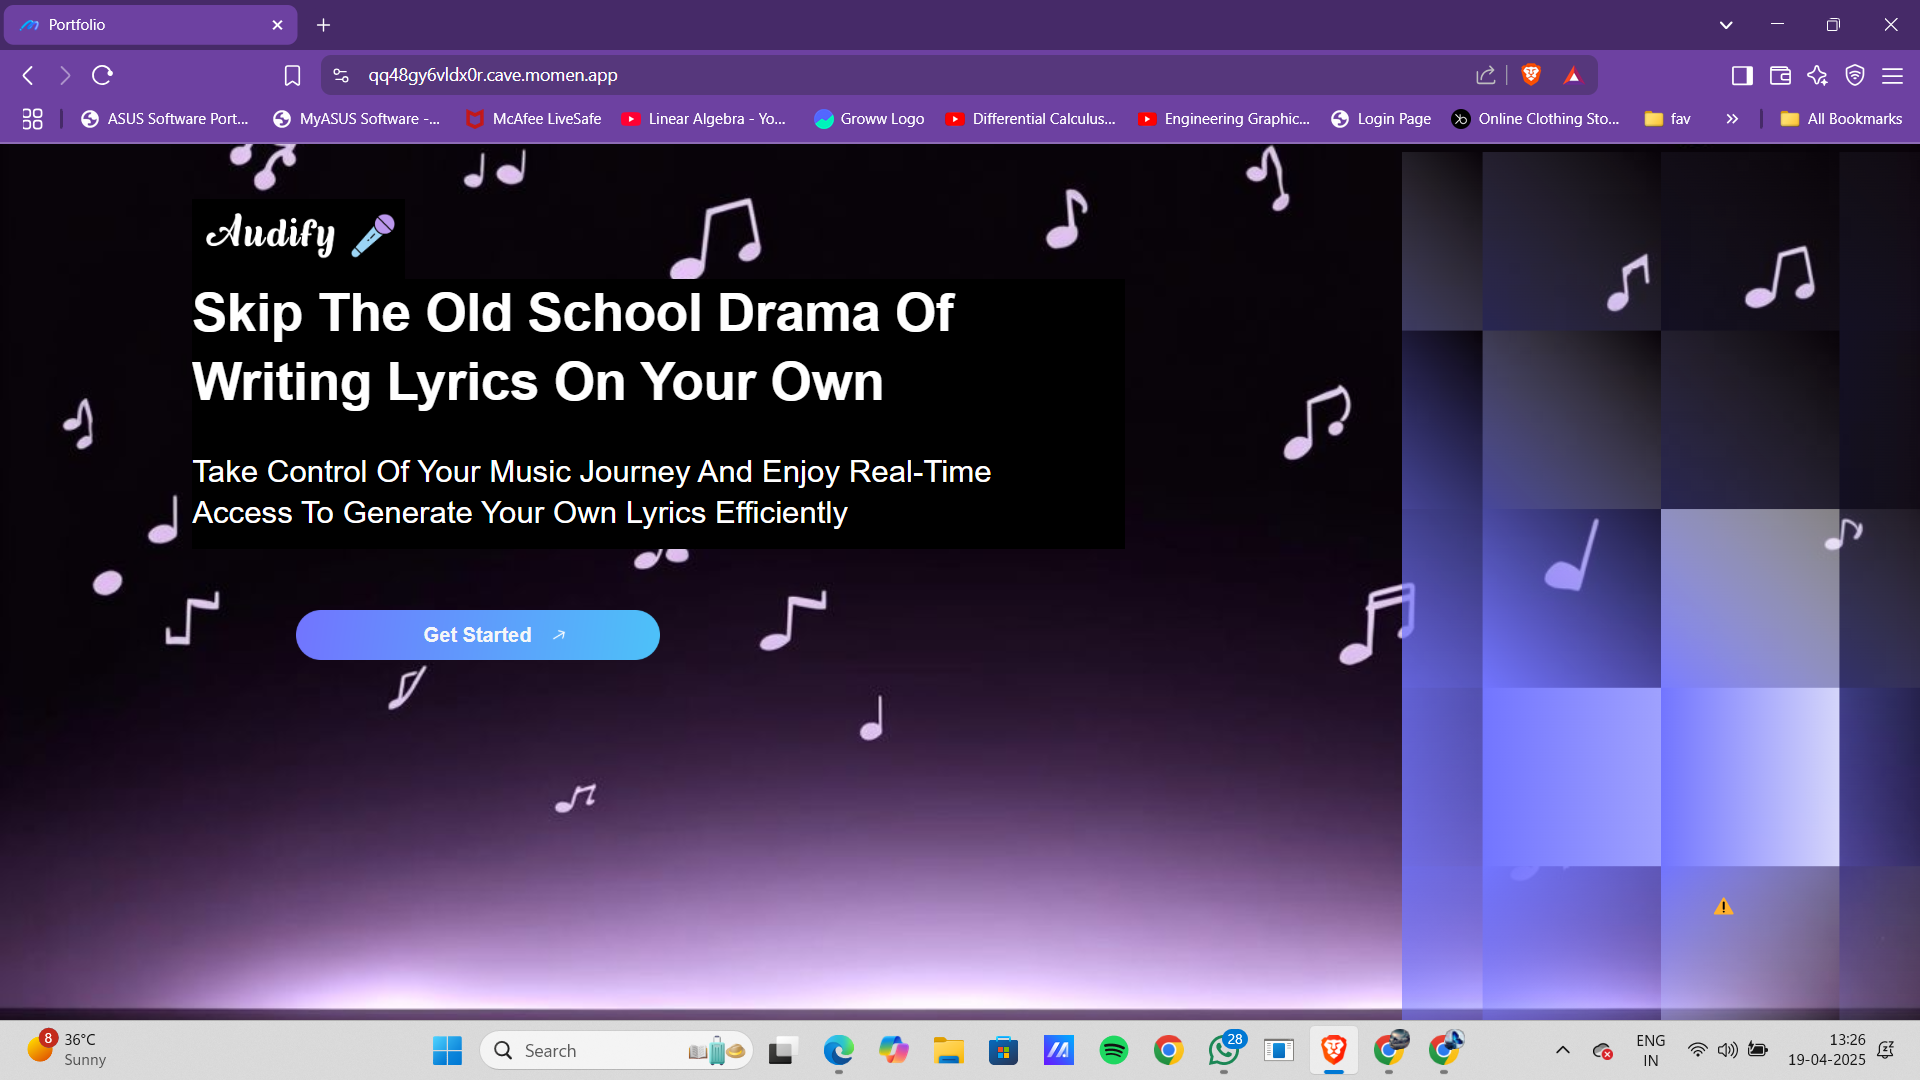 Portfolio
qq48gy6vldx0r.cave.momen.app
ASUS Software Port... MyASUS Software -... McAfee LiveSafe Linear Algebra - Yo... Groww Logo Differential Calculus... Engineering Graphic... Login Page Online Clothing Sto... fav All Bookmarks
Audify
Skip The Old School Drama Of
Writing Lyrics On Your Own
Take Control Of Your Music Journey And Enjoy Real-Time
Access To Generate Your Own Lyrics Efficiently
Get Started
8 36°C
Sunny
Search
28
ENG
IN
13:26
19-04-2025